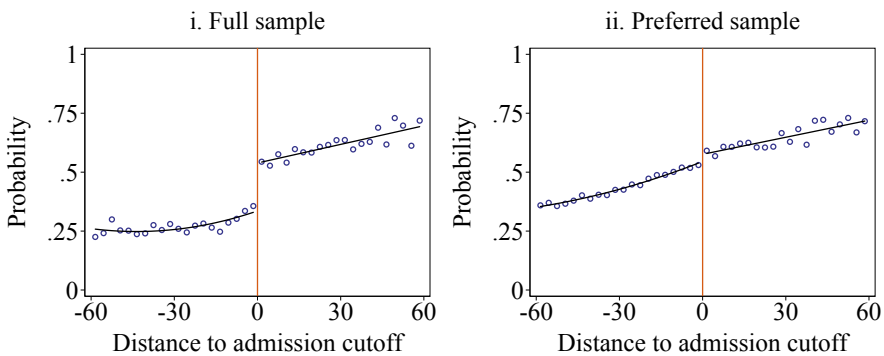 i. Full sample
1
.75
.5
.25
0
Probability
-60 -30 0 30 60
Distance to admission cutoff
ii. Preferred sample
1
.75
.5
.25
0
Probability
-60 -30 0 30 60
Distance to admission cutoff